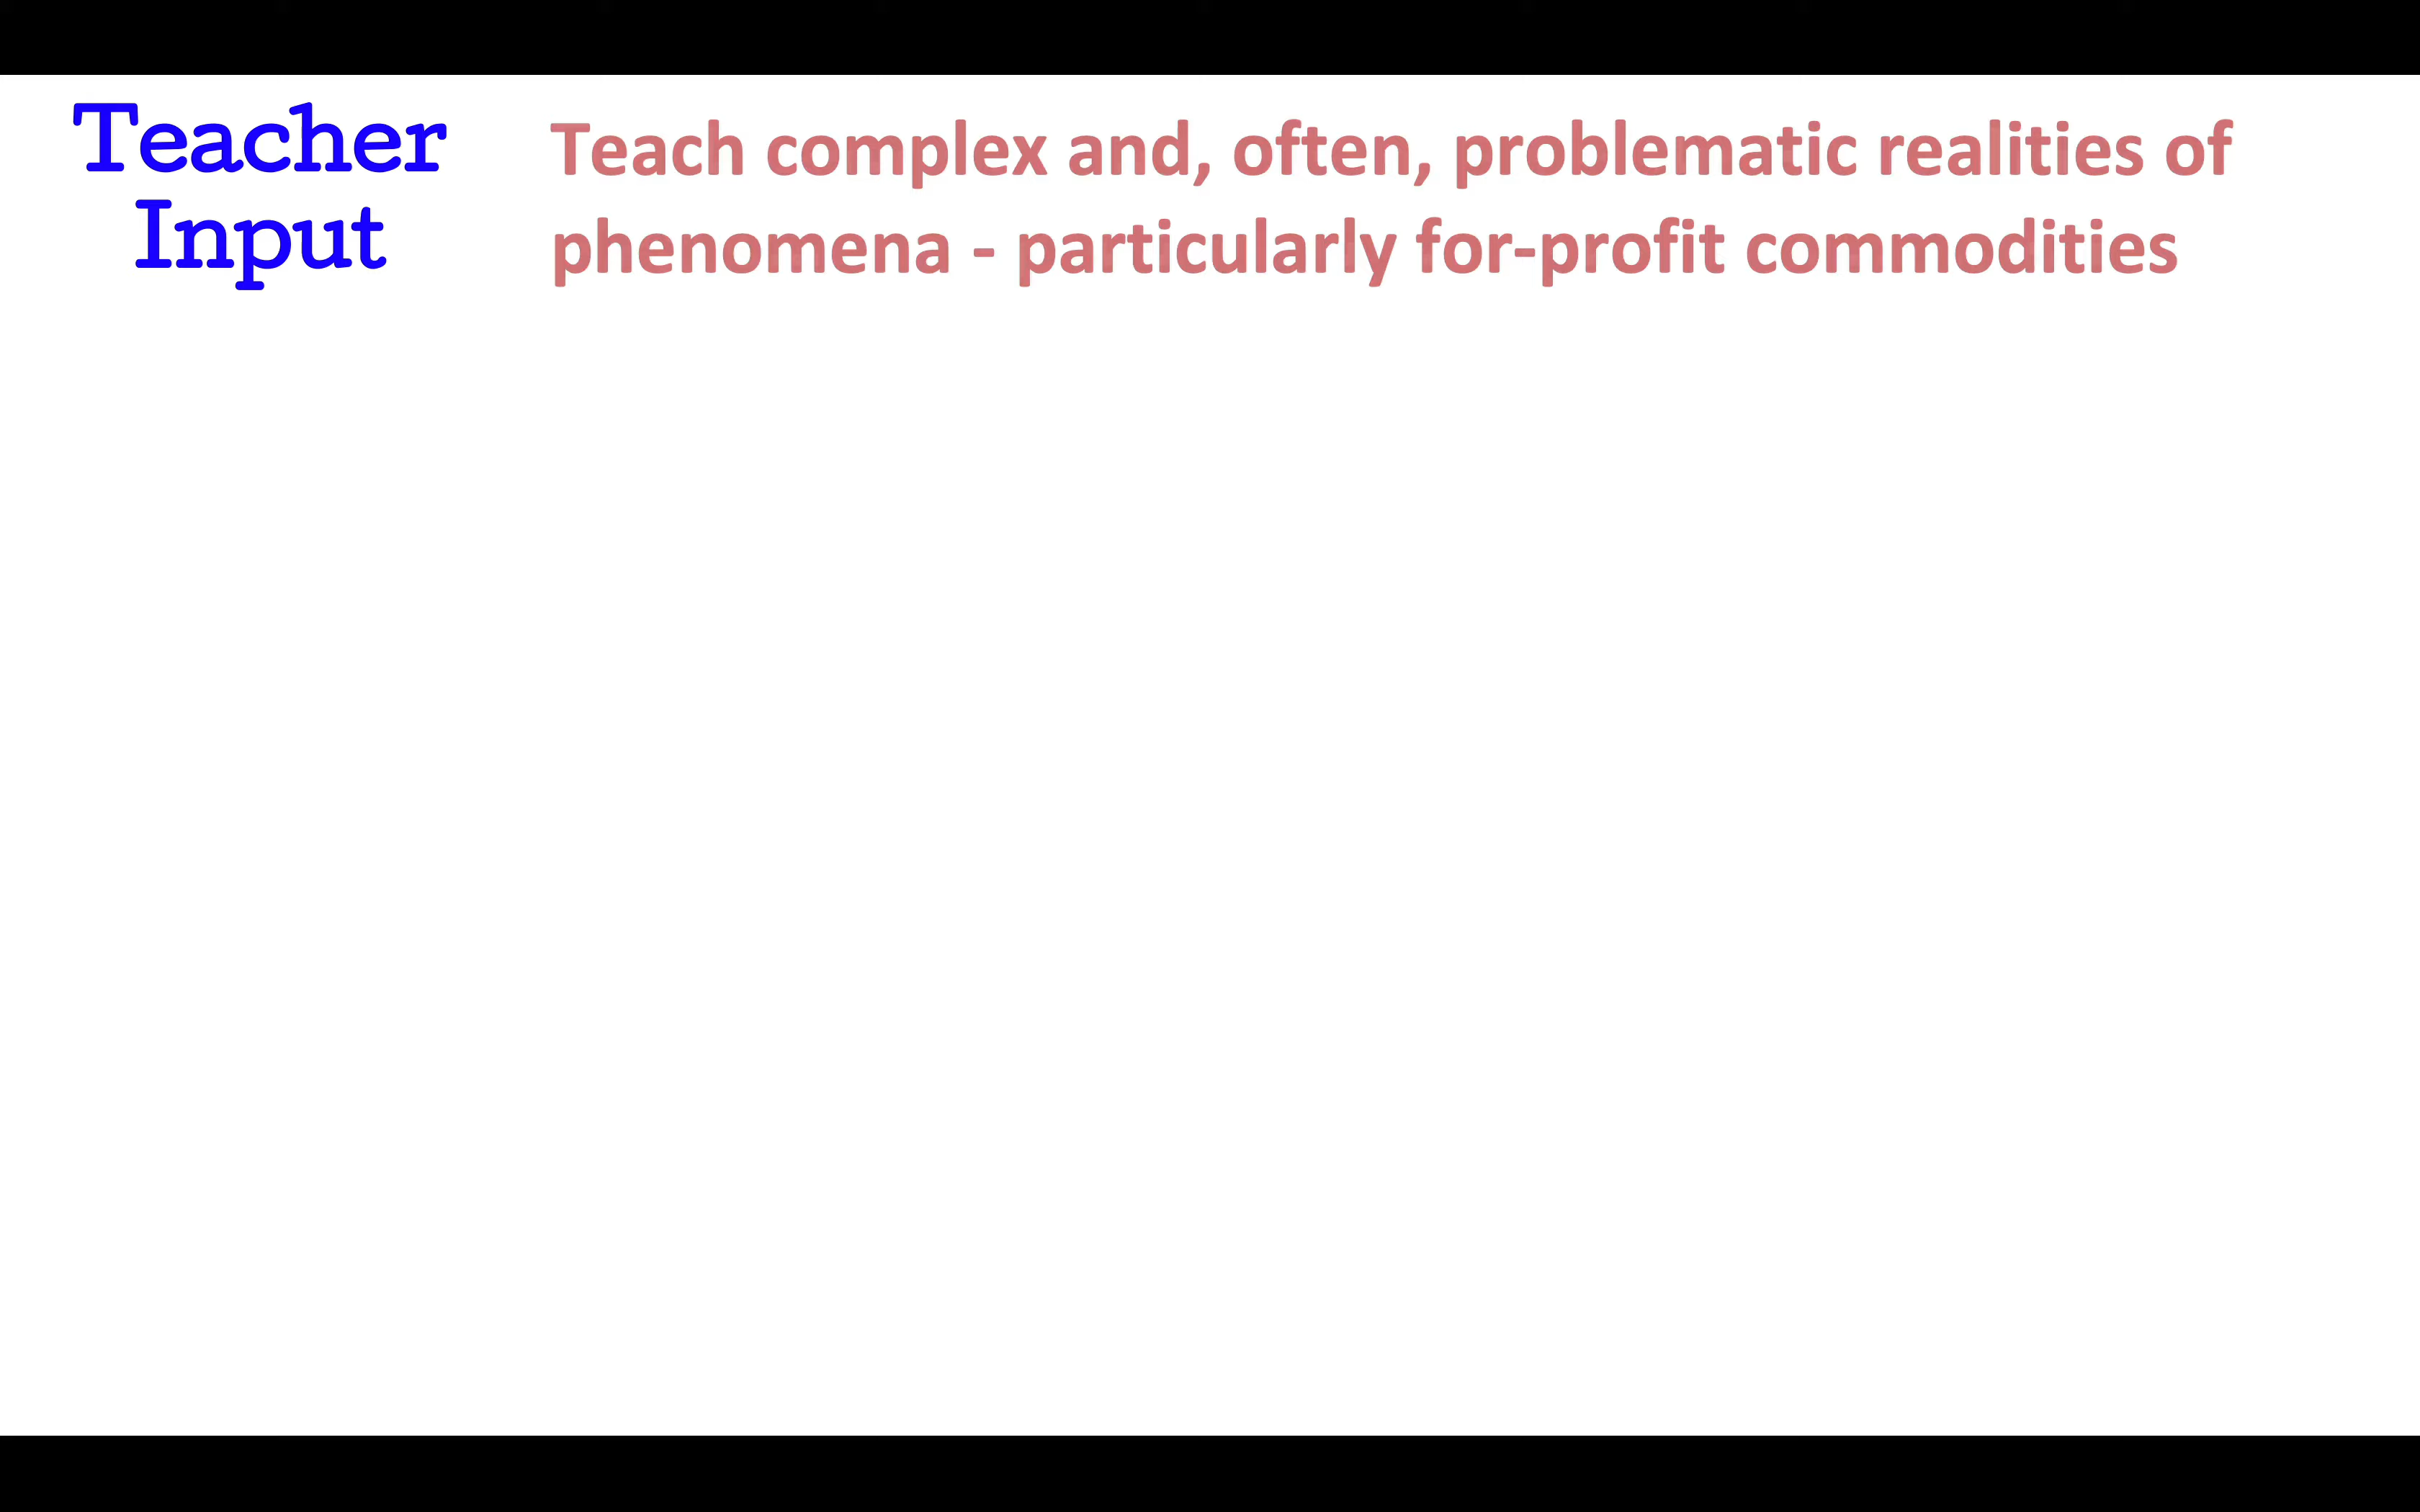 Teacher
Input
Teach complex and, often, problematic realities of
phenomena - particularly for-profit commodities